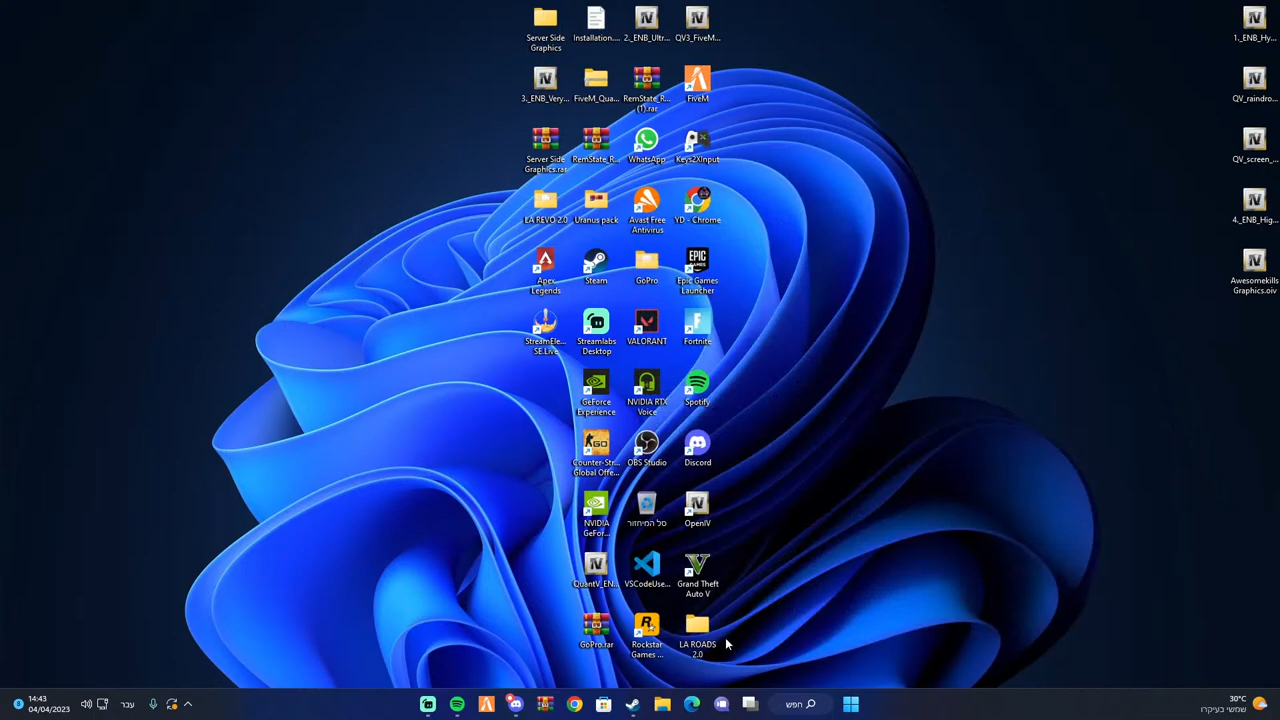 Server Side
Graphics
Installation....
2._ENB_Ultr...
QV3_FiveM...
1._ENB_Hy...
3._ENB_Very...
FiveM_Qua...
RemState_R...
(1).rar
FiveM
QV_raindro...
Server Side
Graphics.rar
RemState_R...
WhatsApp
Keys2XInput
QV_screen_...
EA REVO 2.0
Uranus pack
Avast Free
Antivirus
YD - Chrome
4._ENB_Hig...
Apex
Legends
Steam
GoPro
Epic Games
Launcher
Awesomekills
Graphics.oiv
StreamEle...
SE.Live
Streamlabs
Desktop
VALORANT
Fortnite
GeForce
Experience
NVIDIA RTX
Voice
Spotify
Counter-Str...
Global Offe...
OBS Studio
Discord
NVIDIA
GeFor...
סל המיחזור
OpenIV
QuantV_EN...
VSCodeUse...
Grand Theft
Auto V
GoPro.rar
Rockstar
Games ...
LA ROADS
2.0
14:43
04/04/2023
עבר
חפש
30°C
שמשי בעיקרו